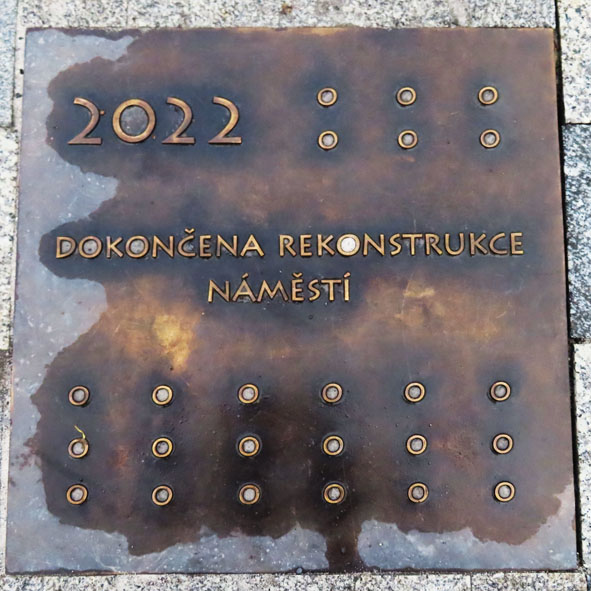 2022
DOKONČENA REKONSTRUKCE
NÁMĚSTÍ